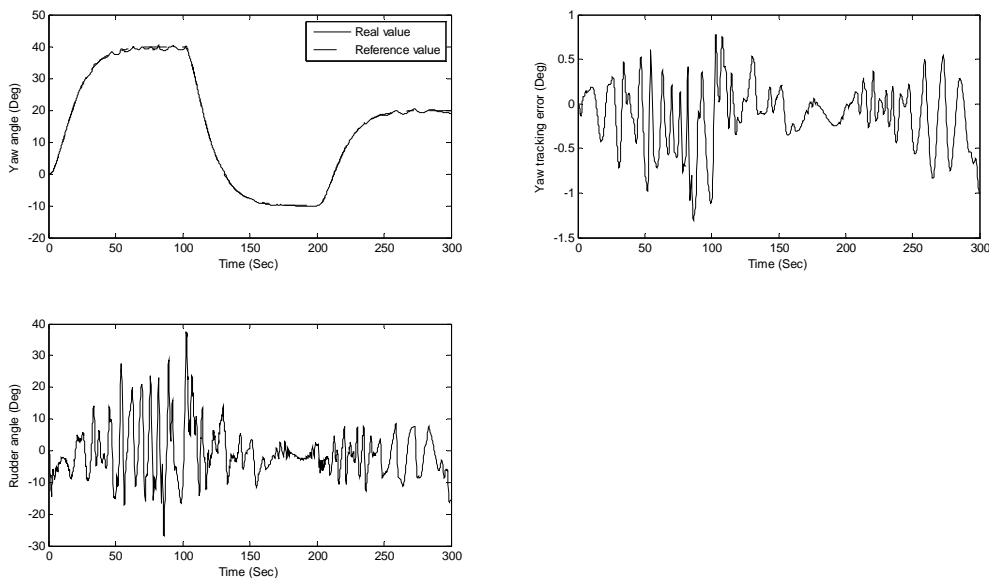 50
40
30
20
10
0
-10
-20
0 50 100 150 200 250 300
Yaw angle (Deg)
Time (Sec)
Real value
Reference value
1
0.5
0
-0.5
-1
-1.5
0 50 100 150 200 250 300
Yaw tracking error (Deg)
Time (Sec)
40
30
20
10
0
-10
-20
-30
0 50 100 150 200 250 300
Rudder angle (Deg)
Time (Sec)